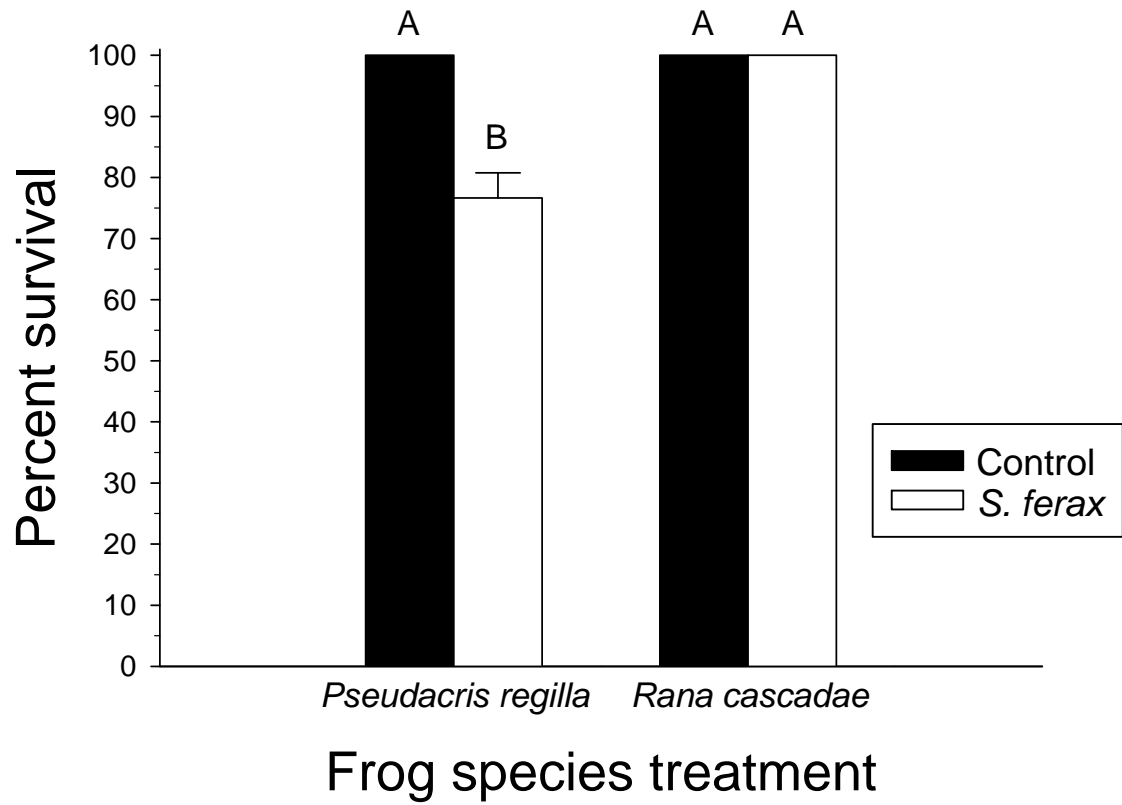 A A A
B
Percent survival
100
90
80
70
60
50
40
30
20
10
0
Control
S. ferax
Pseudacris regilla Rana cascadae
Frog species treatment